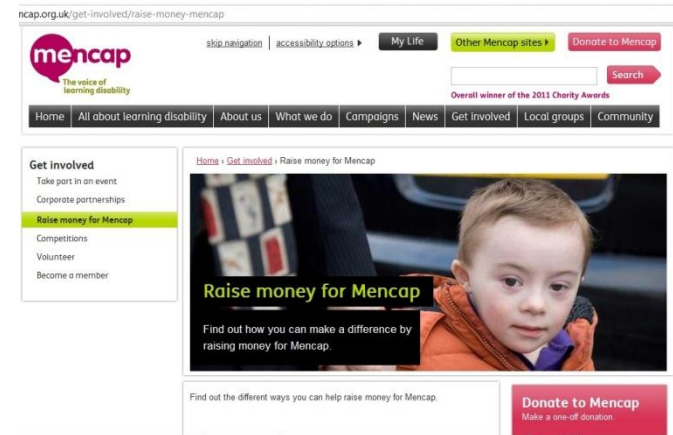 ncap.org.uk/get-involved/raise-money-mencap
skip navigation accessibility options My Life Other Mencap sites Donate to Mencap
mencap
The voice of
learning disability
Search
Overall winner of the 2011 Charity Awards
Home All about learning disability About us What we do Campaigns News Get involved Local groups Community
Get involved
Take part in an event
Corporate partnerships
Raise money for Mencap
Competitions
Volunteer
Become a member
Home › Get involved › Raise money for Mencap
Raise money for Mencap
Find out how you can make a difference by
raising money for Mencap.
Find out the different ways you can help raise money for Mencap.
Donate to Mencap
Make a one-off donation.